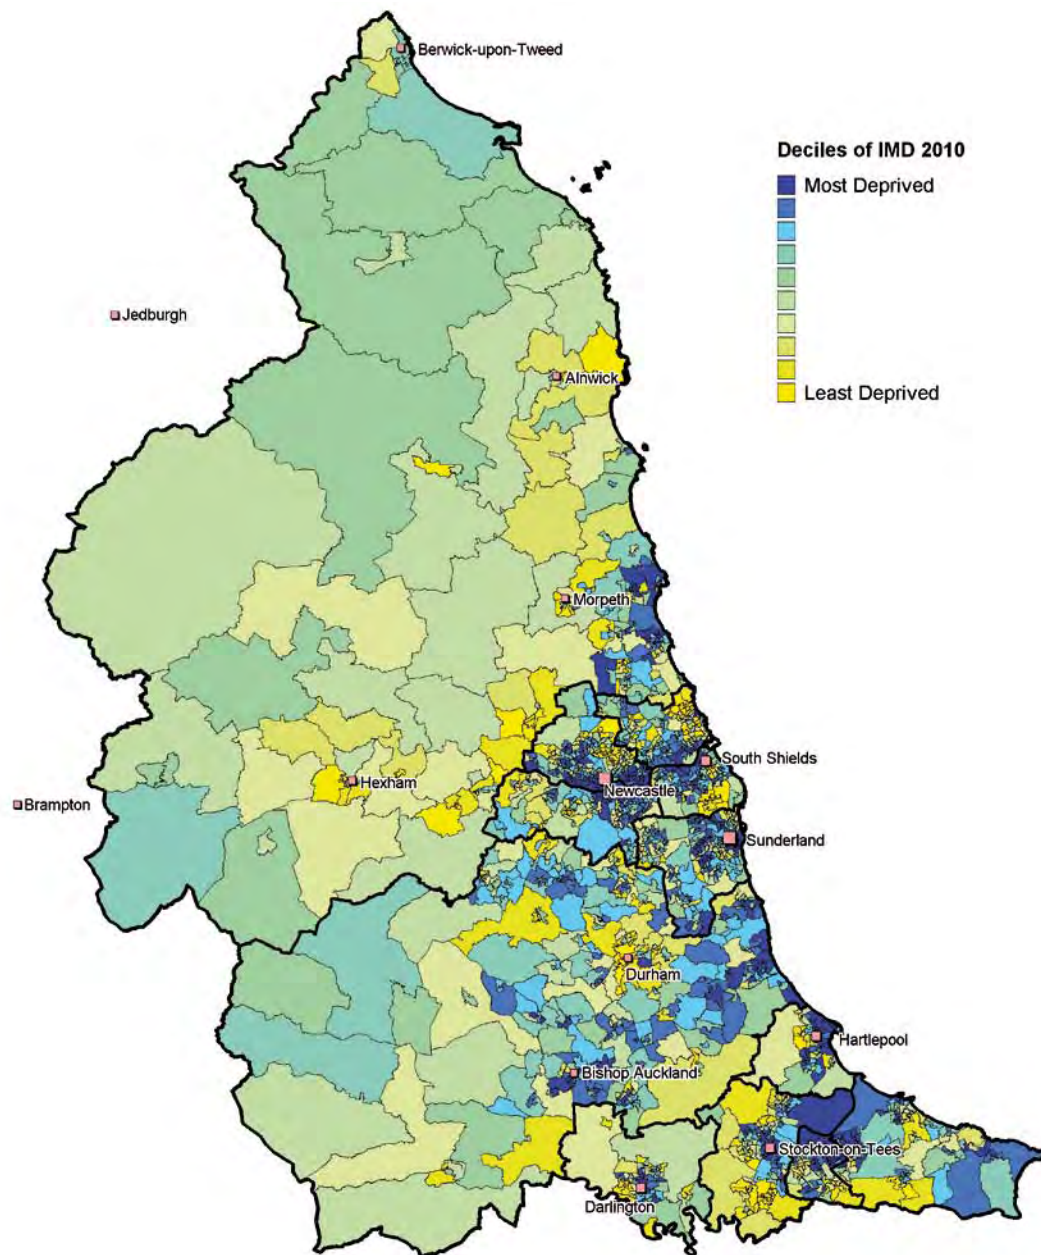 Berwick-upon-Tweed
Deciles of IMD 2010
Most Deprived
Jedburgh
Alnwick
Least Deprived
Morpeth
South Shields
Hexham
Newcastle
Brampton
Sunderland
Durham
Hartlepool
Bishop Auckland
Stockton-on-Tees
Darlington